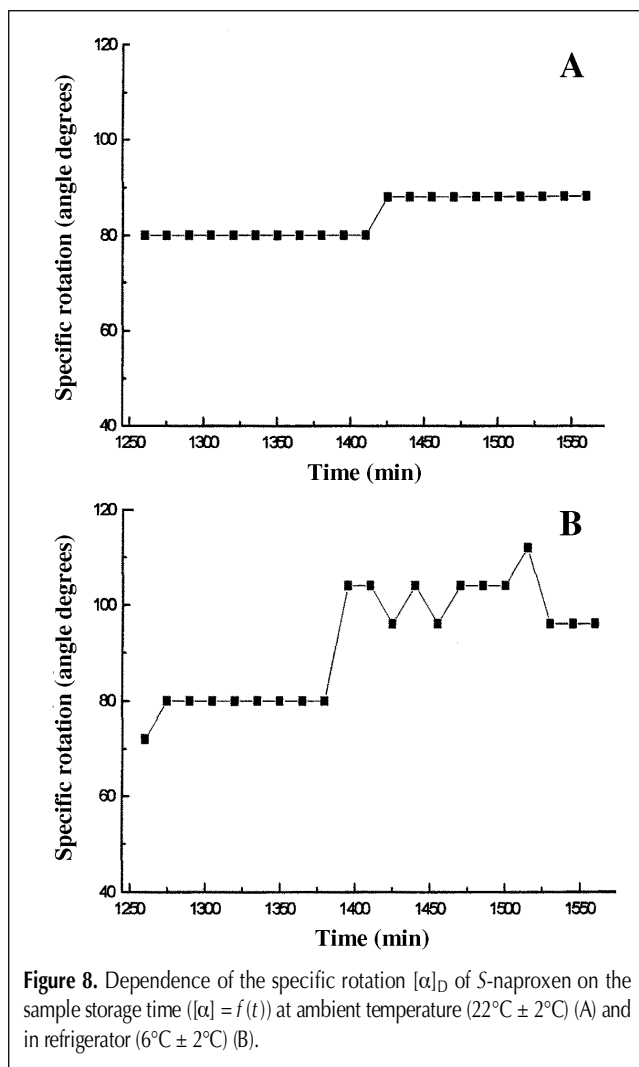 A
120
100
80
60
40
Specific rotation (angle degrees)
1250 1300 1350 1400 1450 1500 1550
Time (min)
B
120
100
80
60
40
Specific rotation (angle degrees)
1250 1300 1350 1400 1450 1500 1550
Time (min)
Figure 8. Dependence of the specific rotation [α]D of S-naproxen on the
sample storage time ([α] = f (t)) at ambient temperature (22°C ± 2°C) (A) and
in refrigerator (6°C ± 2°C) (B).